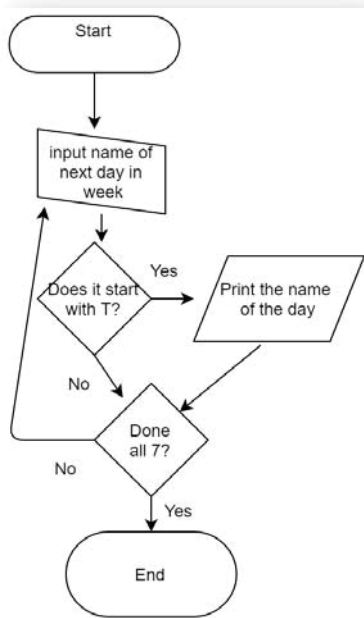 Start
input name of
next day in
week
Does it start
with T?
Yes
Print the name
of the day
No
Done
all 7?
No
Yes
End